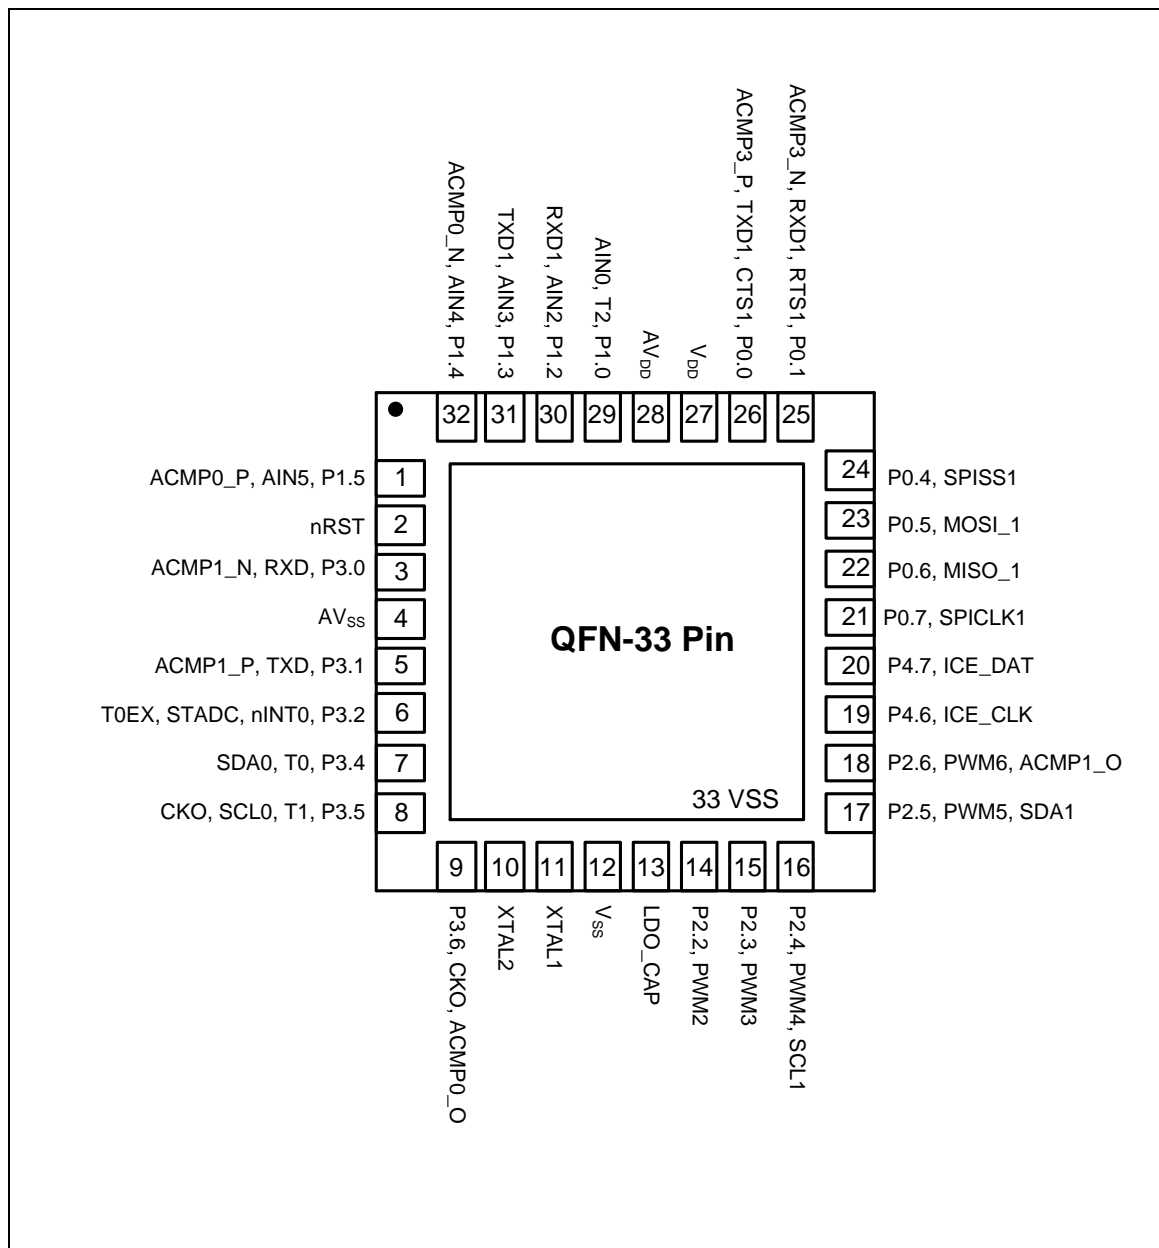 ACMP0_N, AIN4, P1.4
TXD1, AIN3, P1.3
RXD1, AIN2, P1.2
AIN0, T2, P1.0
AVDD
VDD
ACMP3_P, TXD1, CTS1, P0.0
ACMP3_N, RXD1, RTS1, P0.1
32
31
30
29
28
27
26
25
ACMP0_P, AIN5, P1.5
1
nRST
2
ACMP1_N, RXD, P3.0
3
AVSS
4
ACMP1_P, TXD, P3.1
5
T0EX, STADC, nINT0, P3.2
6
SDA0, T0, P3.4
7
CKO, SCL0, T1, P3.5
8
QFN-33 Pin
33 VSS
24
P0.4, SPISS1
23
P0.5, MOSI_1
22
P0.6, MISO_1
21
P0.7, SPICLK1
20
P4.7, ICE_DAT
19
P4.6, ICE_CLK
18
P2.6, PWM6, ACMP1_O
17
P2.5, PWM5, SDA1
9
10
11
12
13
14
15
16
P3.6, CKO, ACMP0_O
XTAL2
XTAL1
VSS
LDO_CAP
P2.2, PWM2
P2.3, PWM3
P2.4, PWM4, SCL1